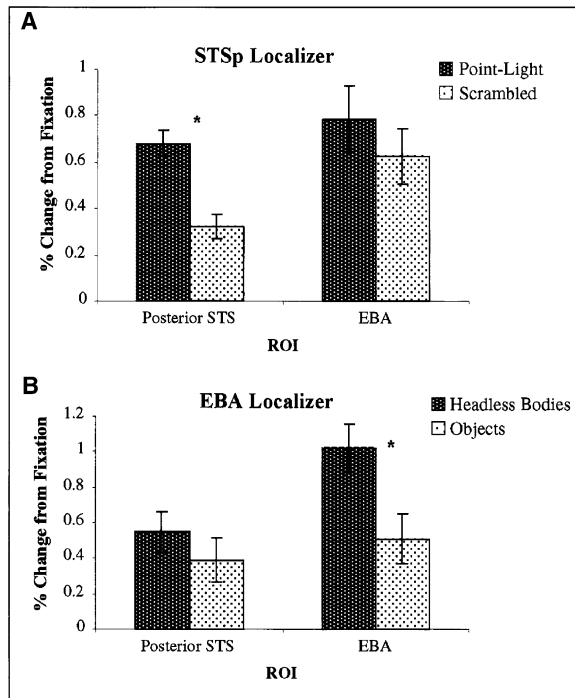 A
STSp Localizer
Point-Light
Scrambled
% Change from Fixation
1
0.8
0.6
0.4
0.2
0
*
Posterior STS
EBA
ROI
B
EBA Localizer
Headless Bodies
Objects
% Change from Fixation
1.2
1
0.8
0.6
0.4
0.2
0
*
Posterior STS
EBA
ROI